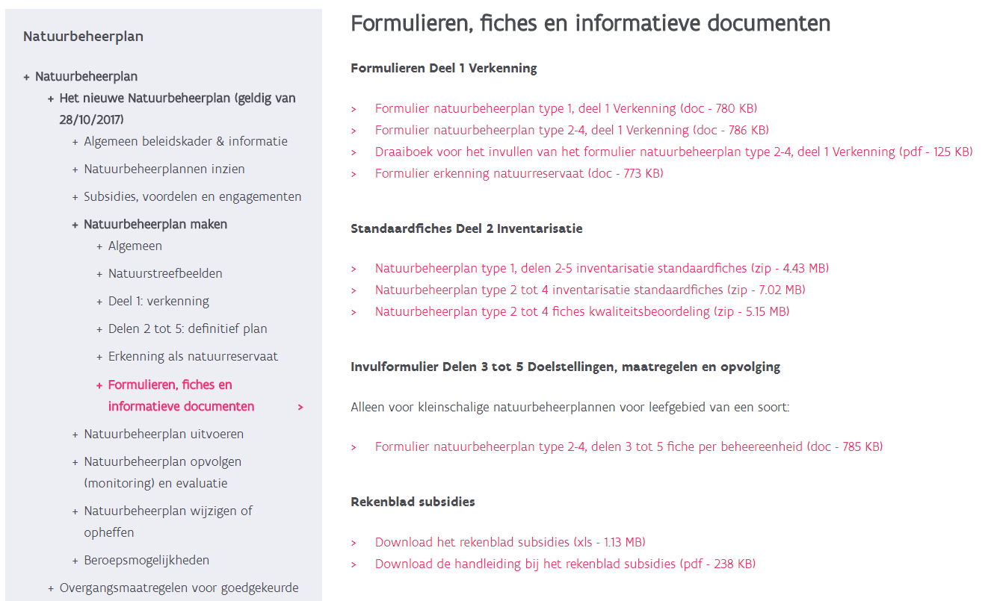 Natuurbeheerplan
+ Natuurbeheerplan
+ Het nieuwe Natuurbeheerplan (geldig van
28/10/2017)
+ Algemeen beleidskader & informatie
+ Natuurbeheerplannen inzien
+ Subsidies, voordelen en engagementen
+ Natuurbeheerplan maken
+ Algemeen
+ Natuurstreefbeelden
+ Deel 1: verkenning
+ Delen 2 tot 5: definitief plan
+ Erkenning als natuurreservaat
+ Formulieren, fiches en
informatieve documenten >
+ Natuurbeheerplan uitvoeren
+ Natuurbeheerplan opvolgen
(monitoring) en evaluatie
+ Natuurbeheerplan wijzigen of
opheffen
+ Beroepsmogelijkheden
+ Overgangsmaatregelen voor goedgekeurde
Formulieren, fiches en informatieve documenten
Formulieren Deel 1 Verkenning
> Formulier natuurbeheerplan type 1, deel 1 Verkenning (doc - 780 KB)
> Formulier natuurbeheerplan type 2-4, deel 1 Verkenning (doc - 786 KB)
> Draaiboek voor het invullen van het formulier natuurbeheerplan type 2-4, deel 1 Verkenning (pdf - 125 KB)
> Formulier erkenning natuurreservaat (doc - 773 KB)
Standaardfiches Deel 2 Inventarisatie
> Natuurbeheerplan type 1, delen 2-5 inventarisatie standaardfiches (zip - 4.43 MB)
> Natuurbeheerplan type 2 tot 4 inventarisatie standaardfiches (zip - 7.02 MB)
> Natuurbeheerplan type 2 tot 4 fiches kwaliteitsbeoordeling (zip - 5.15 MB)
Invulformulier Delen 3 tot 5 Doelstellingen, maatregelen en opvolging
Alleen voor kleinschalige natuurbeheerplannen voor leefgebied van een soort:
> Formulier natuurbeheerplan type 2-4, delen 3 tot 5 fiche per beheereenheid (doc - 785 KB)
Rekenblad subsidies
> Download het rekenblad subsidies (xls - 1.13 MB)
> Download de handleiding bij het rekenblad subsidies (pdf - 238 KB)